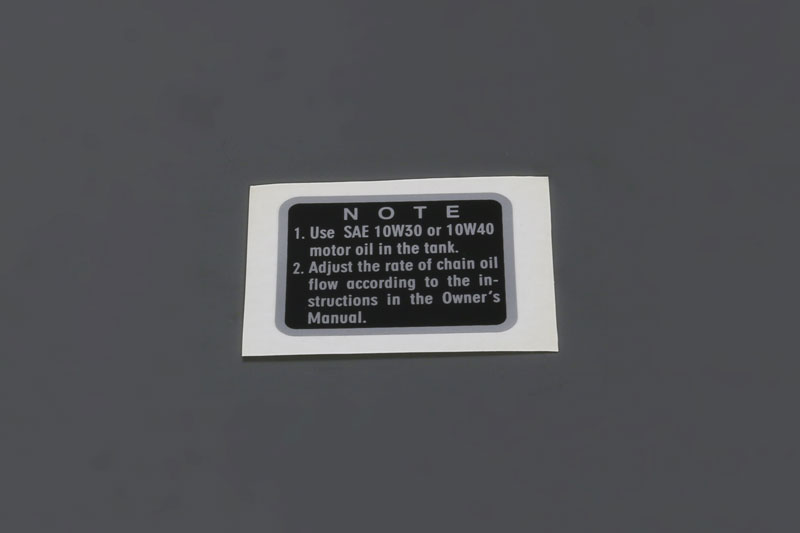 NOTE
1. Use SAE 10W30 or 10W40
motor oil in the tank.
2. Adjust the rate of chain oil
flow according to the in-
structions in the Owner's
Manual.